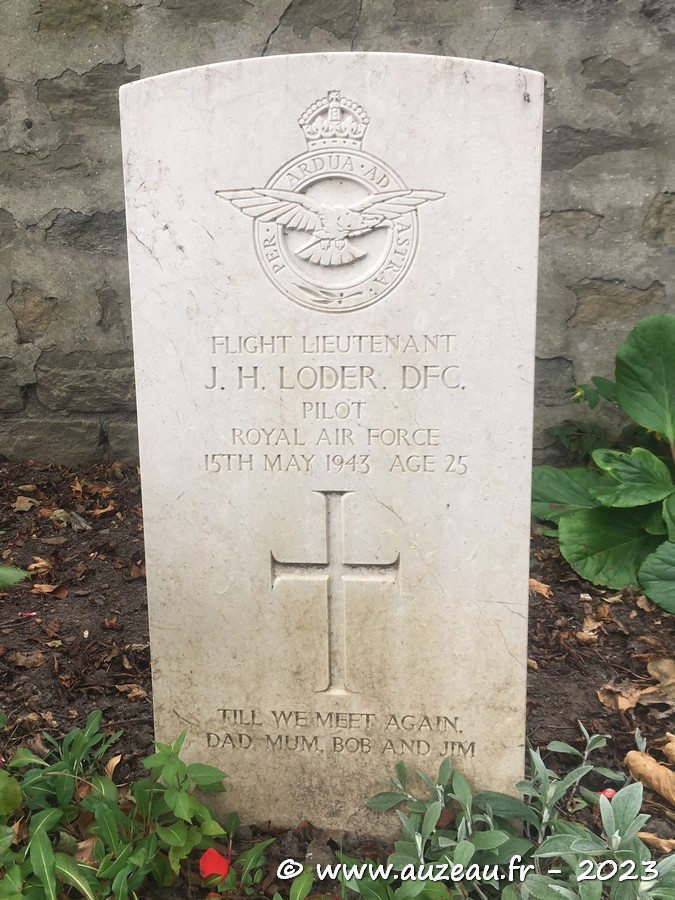 PER · ARDUA · AD ASTRA
FLIGHT LIEUTENANT
J. H. LODER. DFC.
PILOT
ROYAL AIR FORCE
15TH MAY 1943 AGE 25
TILL WE MEET AGAIN.
DAD, MUM, BOB AND JIM
© www.auzeau.fr - 2023